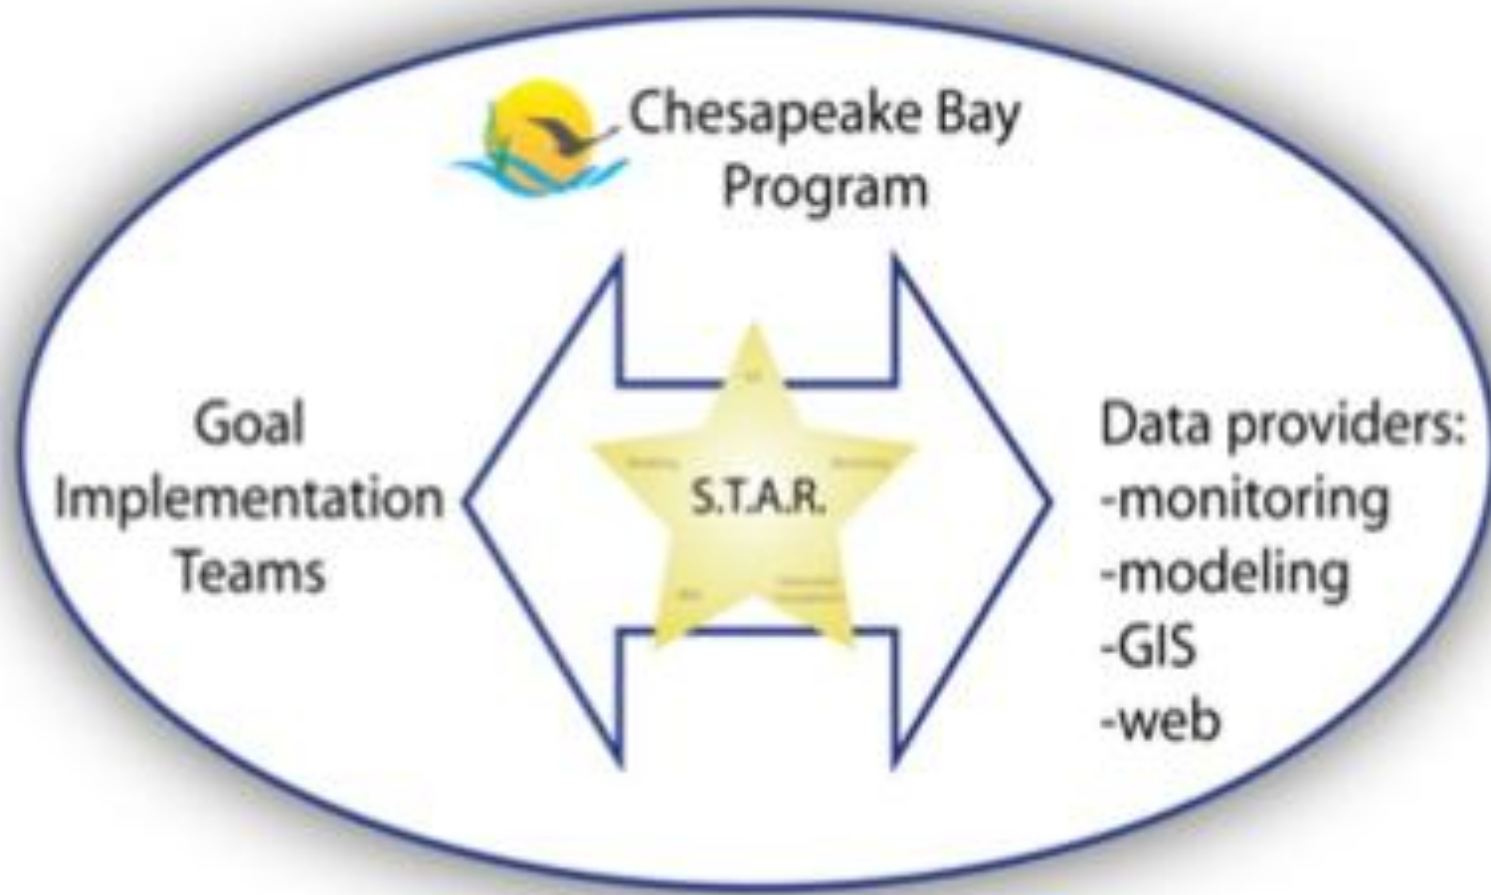 Chesapeake Bay
Program
Goal
Implementation
Teams
S.T.A.R.
Data providers:
-monitoring
-modeling
-GIS
-web